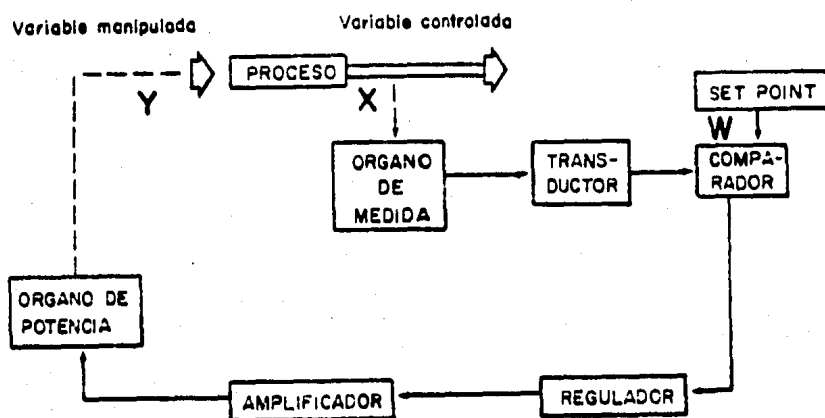 Variable manipulada
Variable controlada
PROCESO
Y
X
SET POINT
W
ORGANO
DE
MEDIDA
TRANS-
DUCTOR
COMPA-
RADOR
ORGANO DE
POTENCIA
AMPLIFICADOR
REGULADOR